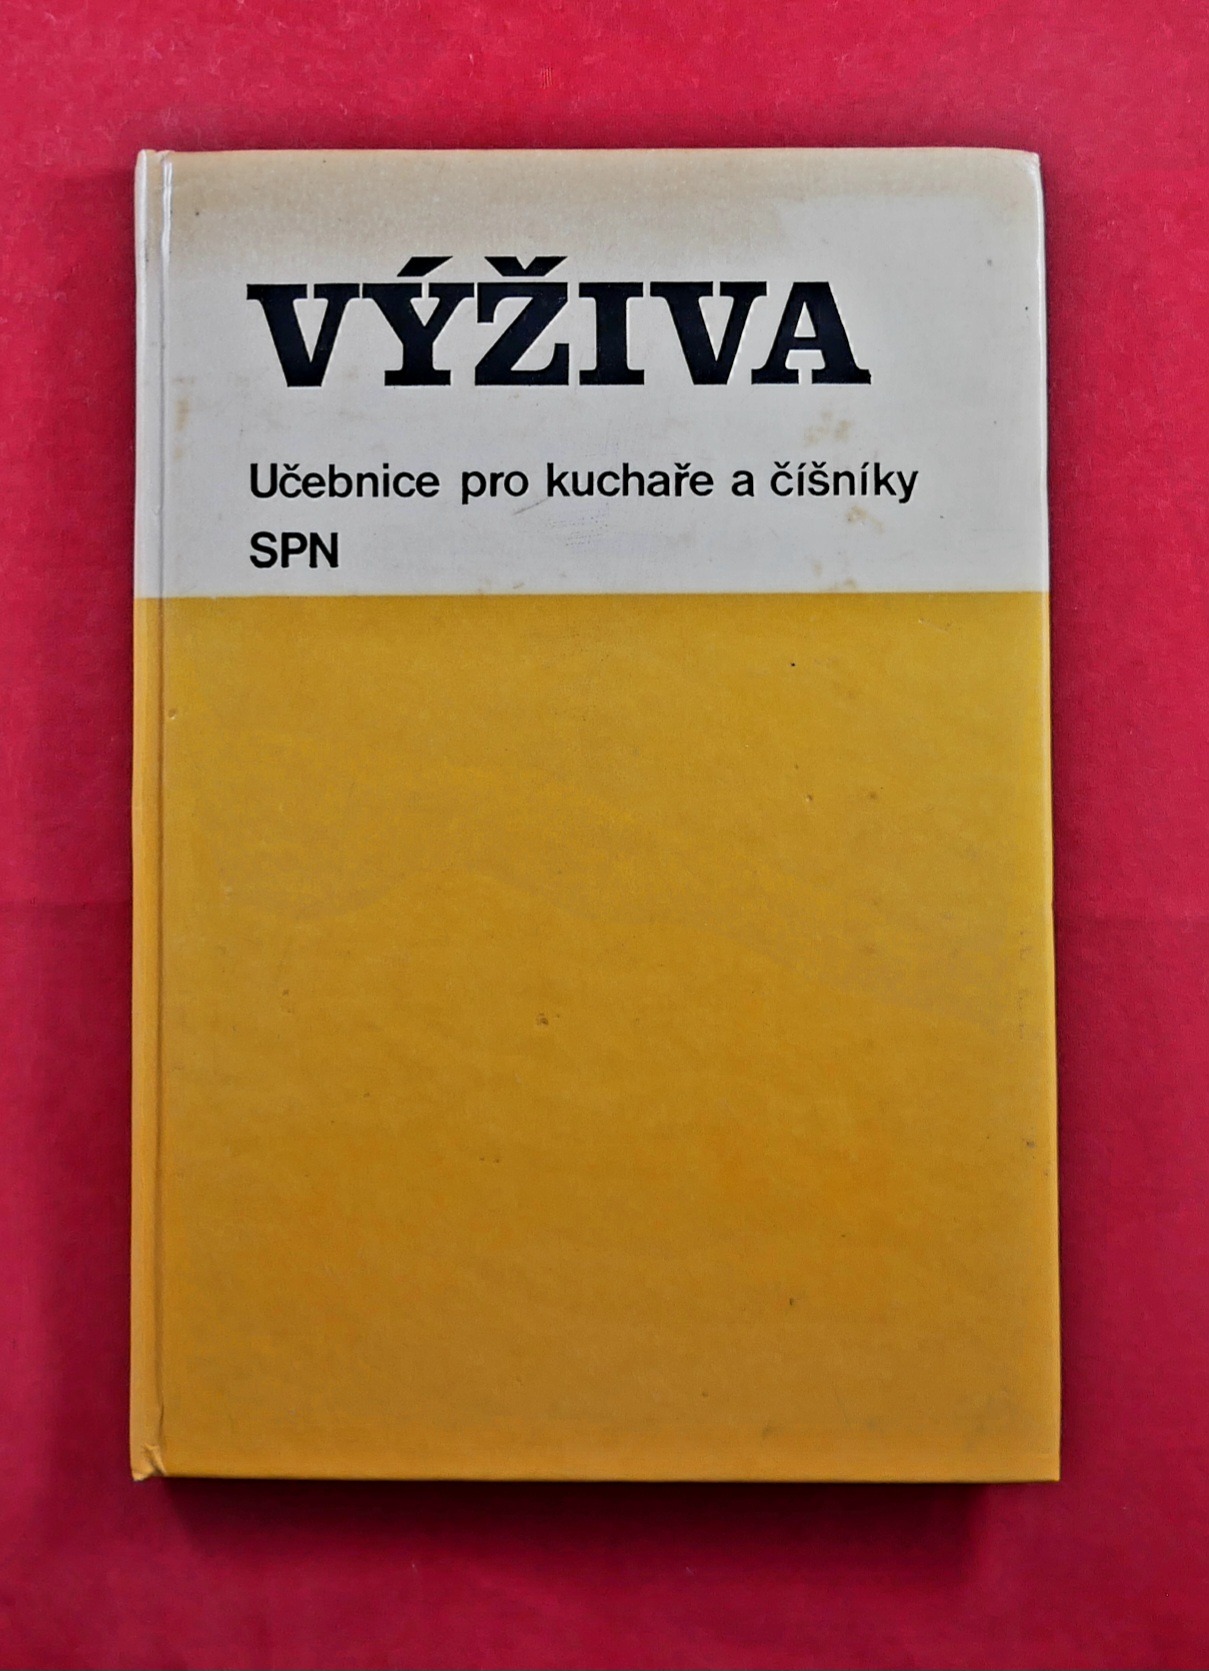 VÝŽIVA
Učebnice pro kuchaře a číšníky
SPN